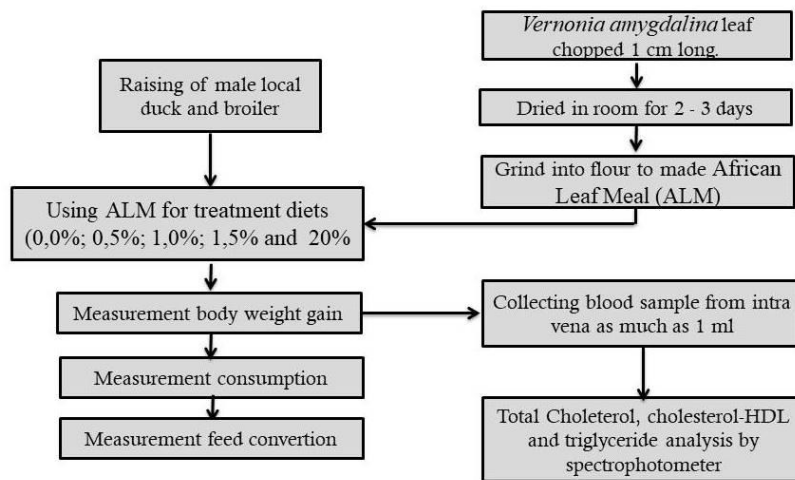 Vernonia amygdalina leaf
chopped 1 cm long.
Raising of male local
duck and broiler
Dried in room for 2 - 3 days
Grind into flour to made African
Leaf Meal (ALM)
Using ALM for treatment diets
(0,0%; 0,5%; 1,0%; 1,5% and 20%
Measurement body weight gain
Collecting blood sample from intra
vena as much as 1 ml
Measurement consumption
Measurement feed convertion
Total Choleterol, cholesterol-HDL
and triglyceride analysis by
spectrophotometer